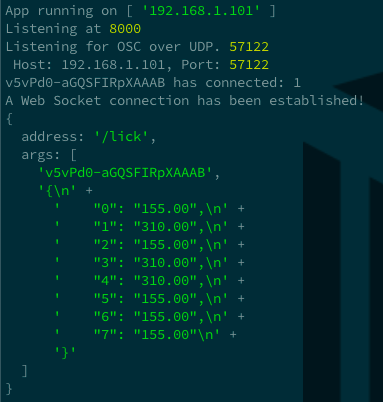 App running on [ '192.168.1.101' ]
Listening at 8000
Listening for OSC over UDP. 57122
 Host: 192.168.1.101, Port: 57122
v5vPd0-aGQSFIRpXAAAB has connected: 1
A Web Socket connection has been established!
{
  address: '/lick',
  args: [
    'v5vPd0-aGQSFIRpXAAAB',
    '{\n' +
      '    "0": "155.00",\n' +
      '    "1": "310.00",\n' +
      '    "2": "155.00",\n' +
      '    "3": "310.00",\n' +
      '    "4": "310.00",\n' +
      '    "5": "155.00",\n' +
      '    "6": "155.00",\n' +
      '    "7": "155.00"\n' +
      '}'
  ]
}